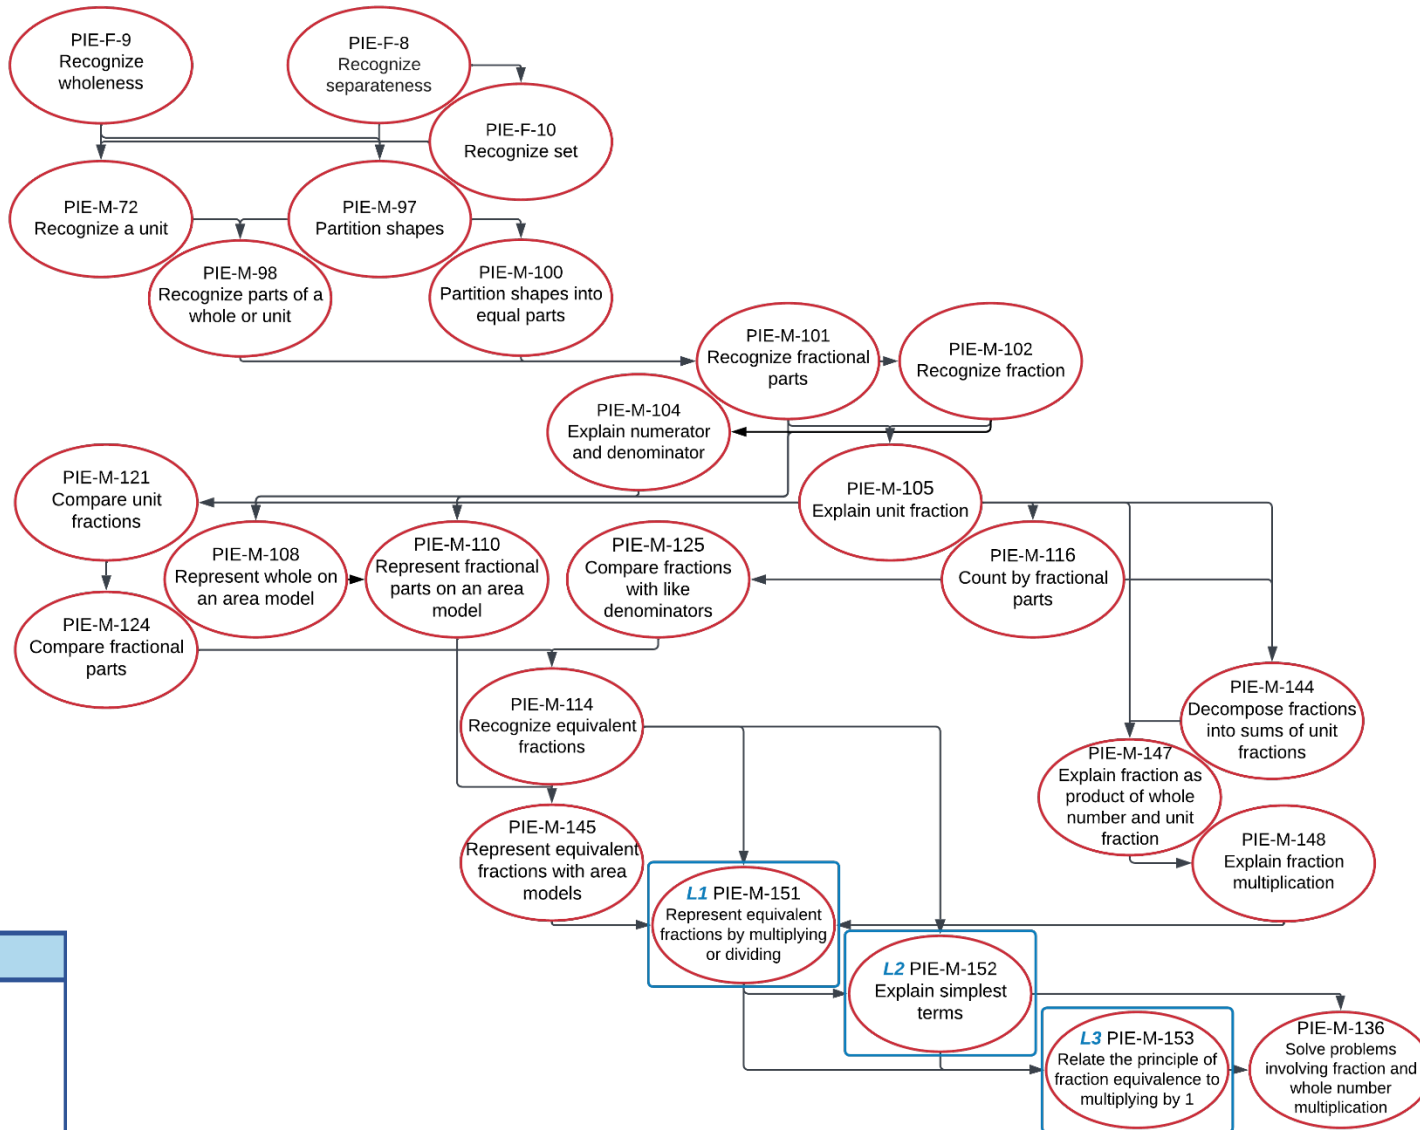 PIE-F-9
Recognize
wholeness
PIE-F-8
Recognize
separateness
PIE-F-10
Recognize set
PIE-M-72
Recognize a unit
PIE-M-97
Partition shapes
PIE-M-98
Recognize parts of a
whole or unit
PIE-M-100
Partition shapes into
equal parts
PIE-M-101
Recognize fractional
parts
PIE-M-102
Recognize fraction
PIE-M-104
Explain numerator
and denominator
PIE-M-121
Compare unit
fractions
PIE-M-105
Explain unit fraction
PIE-M-108
Represent whole on
an area model
PIE-M-110
Represent fractional
parts on an area
model
PIE-M-125
Compare fractions
with like
denominators
PIE-M-116
Count by fractional
parts
PIE-M-124
Compare fractional
parts
PIE-M-114
Recognize equivalent
fractions
PIE-M-144
Decompose fractions
into sums of unit
fractions
PIE-M-147
Explain fraction as
product of whole
number and unit
fraction
PIE-M-145
Represent equivalent
fractions with area
models
PIE-M-148
Explain fraction
multiplication
L1 PIE-M-151
Represent equivalent
fractions by multiplying
or dividing
L2 PIE-M-152
Explain simplest
terms
L3 PIE-M-153
Relate the principle of
fraction equivalence to
multiplying by 1
PIE-M-136
Solve problems
involving fraction and
whole number
multiplication